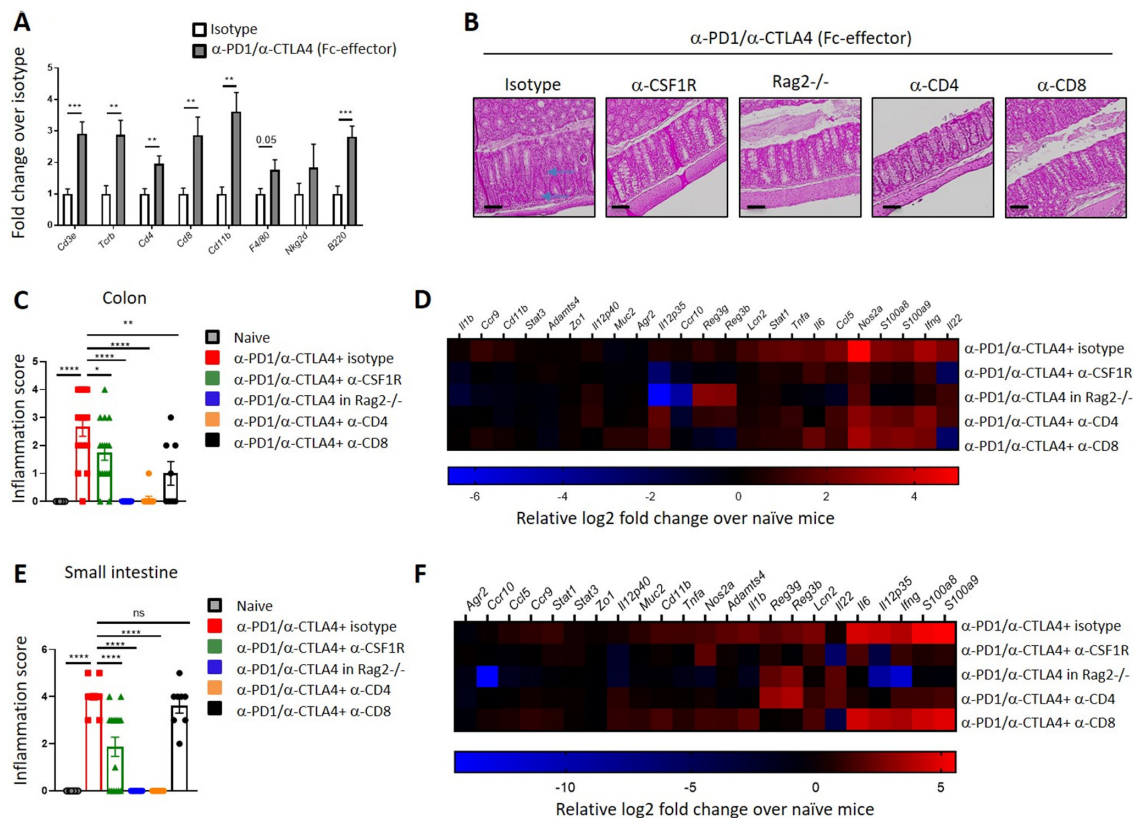 A
Isotype
α-PD1/α-CTLA4 (Fc-effector)
Fold change over isotype
5
4
3
2
1
0
***
**
**
**
**
0.05
***
Cd3e
Tcrb
Cd4
Cd8
Cd11b
F4/80
Nkg2d
B220
B
α-PD1/α-CTLA4 (Fc-effector)
Isotype
α-CSF1R
Rag2-/-
α-CD4
α-CD8
C
Colon
Inflammation score
5
4
3
2
1
0
**
****
****
****
*
Naive
α-PD1/α-CTLA4+ isotype
α-PD1/α-CTLA4+ α-CSF1R
α-PD1/α-CTLA4 in Rag2-/-
α-PD1/α-CTLA4+ α-CD4
α-PD1/α-CTLA4+ α-CD8
D
Il1b
Ccr9
Cd11b
Stat3
Adamts4
Zo1
Il12p40
Muc2
Agr2
Il12p35
Ccr10
Reg3g
Reg3b
Lcn2
Stat1
Tnfa
Il6
Ccl5
Nos2a
S100a8
S100a9
Ifng
Il22
α-PD1/α-CTLA4+ isotype
α-PD1/α-CTLA4+ α-CSF1R
α-PD1/α-CTLA4 in Rag2-/-
α-PD1/α-CTLA4+ α-CD4
α-PD1/α-CTLA4+ α-CD8
-6
-4
-2
0
2
4
Relative log2 fold change over naïve mice
E
Small intestine
Inflammation score
6
4
2
0
ns
****
****
****
****
Naive
α-PD1/α-CTLA4+ isotype
α-PD1/α-CTLA4+ α-CSF1R
α-PD1/α-CTLA4 in Rag2-/-
α-PD1/α-CTLA4+ α-CD4
α-PD1/α-CTLA4+ α-CD8
F
Agr2
Ccr10
Ccl5
Ccr9
Stat1
Stat3
Zo1
Il12p40
Muc2
Cd11b
Tnfa
Nos2a
Adamts4
Il1b
Reg3g
Reg3b
Lcn2
Il22
Il6
Il12p35
Ifng
S100a8
S100a9
α-PD1/α-CTLA4+ isotype
α-PD1/α-CTLA4+ α-CSF1R
α-PD1/α-CTLA4 in Rag2-/-
α-PD1/α-CTLA4+ α-CD4
α-PD1/α-CTLA4+ α-CD8
-10
-5
0
5
Relative log2 fold change over naïve mice